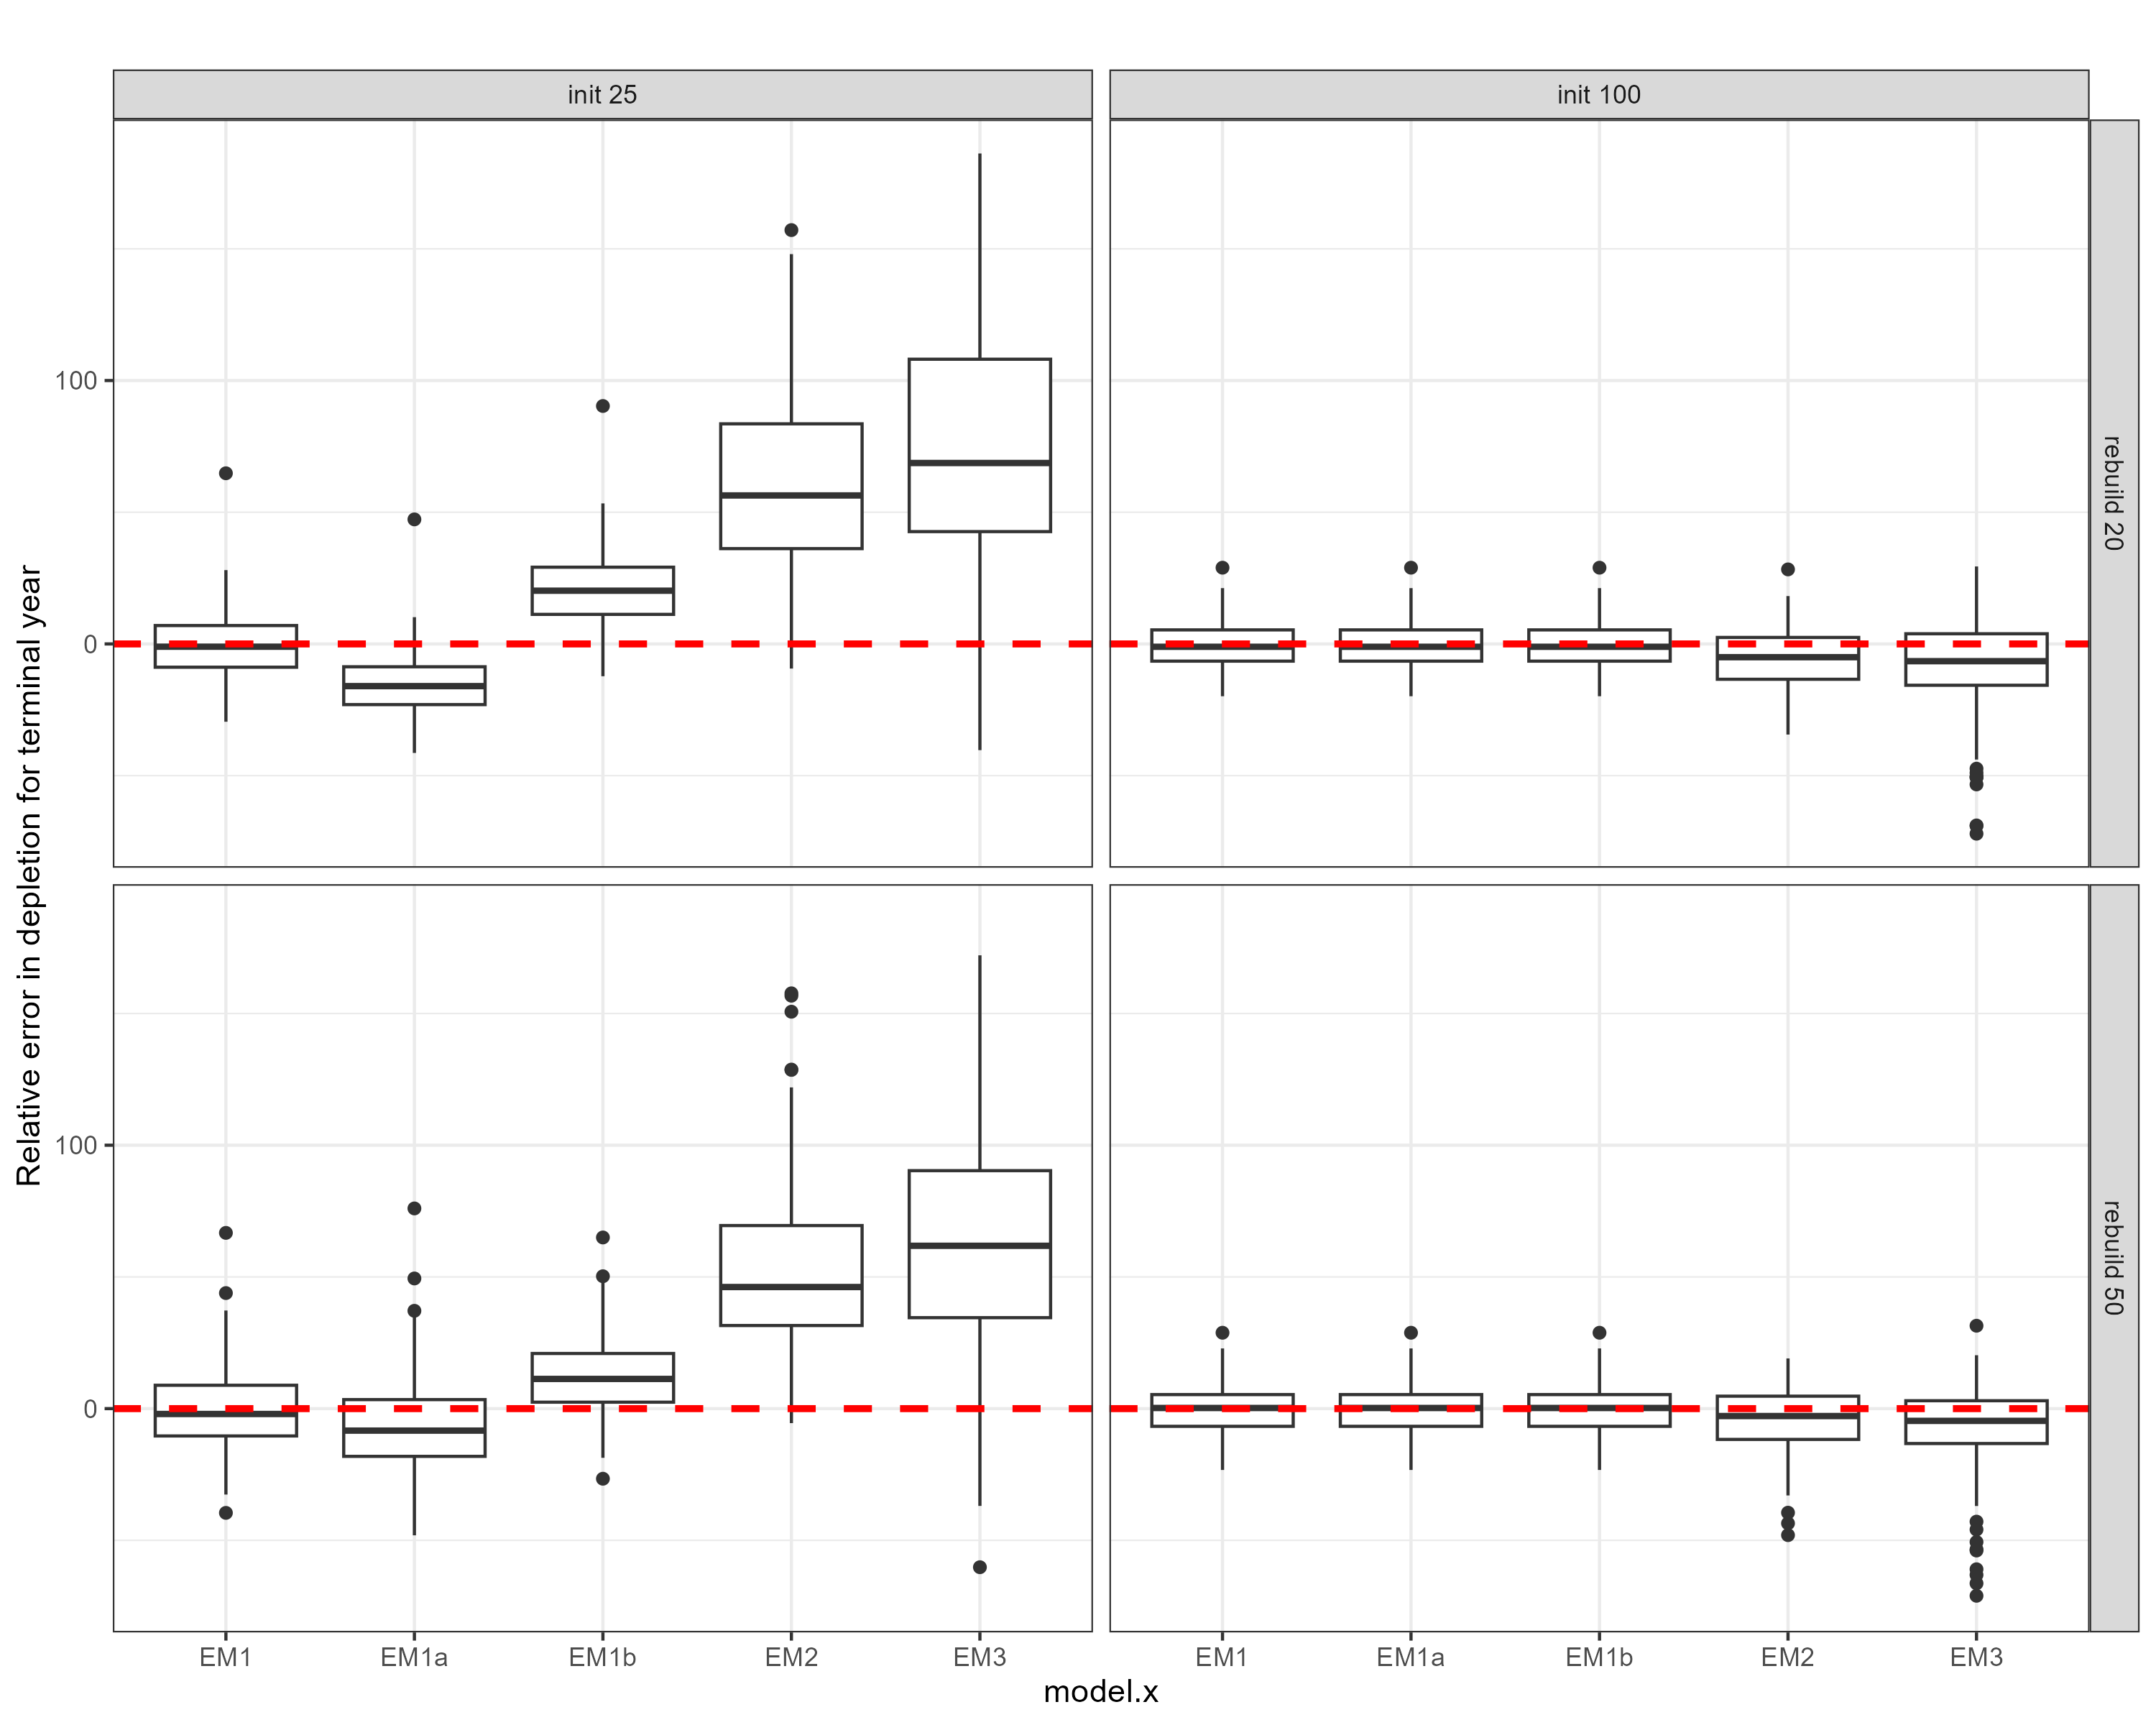 init 25
init 100
rebuild 20
100
0
rebuild 50
100
0
Relative error in depletion for terminal year
EM1 EM1a EM1b EM2 EM3 EM1 EM1a EM1b EM2 EM3
model.x